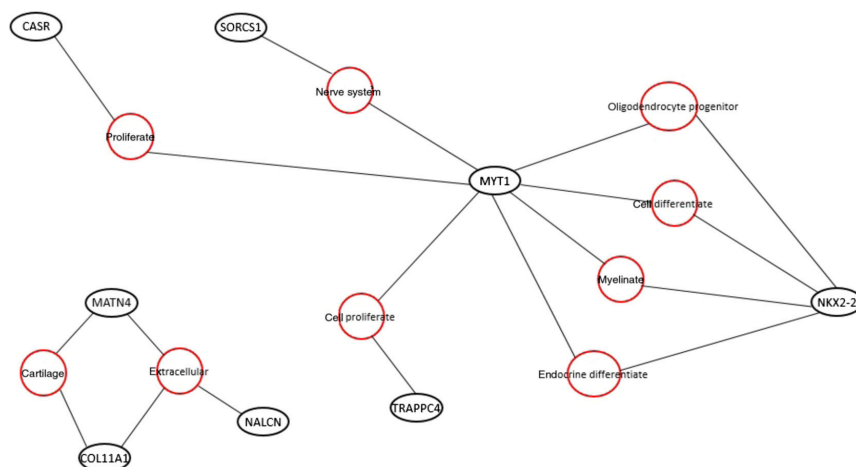 CASR
SORCS1
Nerve system
Oligodendrocyte progenitor
Proliferate
MYT1
Cell differentiate
Myelinate
MATN4
NKX2-2
Cell proliferate
Cartilage
Extracellular
Endocrine differentiate
TRAPPC4
NALCN
COL11A1